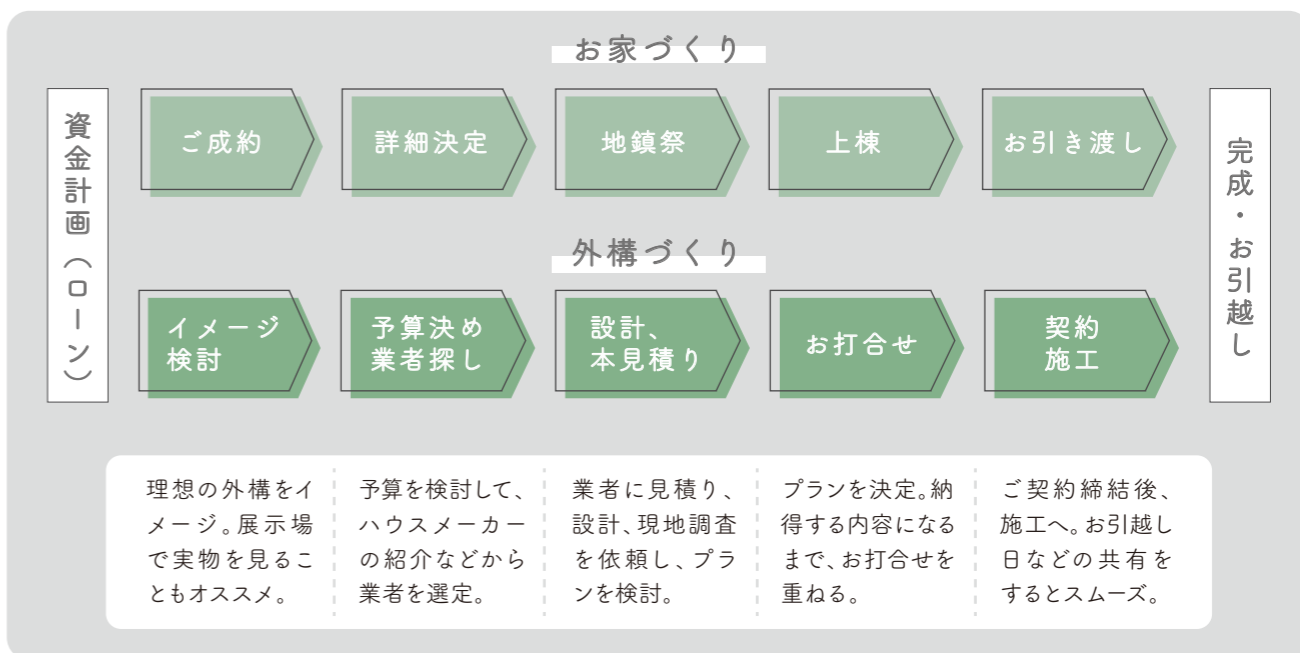 お家づくり
資金計画（ローン）
ご成約
詳細決定
地鎮祭
上棟
お引き渡し
完成・お引越し
外構づくり
イメージ
検討
予算決め
業者探し
設計、
本見積り
お打合せ
契約
施工
理想の外構をイ
メージ。展示場
で実物を見るこ
ともオススメ。
予算を検討して、
ハウスメーカー
の紹介などから
業者を選定。
業者に見積り、
設計、現地調査
を依頼し、プラ
ンを検討。
プランを決定。納
得する内容になる
まで、お打合せを
重ねる。
ご契約締結後、
施工へ。お引越し
日などの共有を
するとスムーズ。